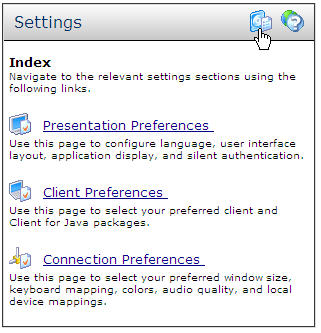 Settings
Index
Navigate to the relevant settings sections using the
following links.
Presentation Preferences
Use this page to configure language, user interface
layout, application display, and silent authentication.
Client Preferences
Use this page to select your preferred client and
Client for Java packages.
Connection Preferences
Use this page to select your preferred window size,
keyboard mapping, colors, audio quality, and local
device mappings.